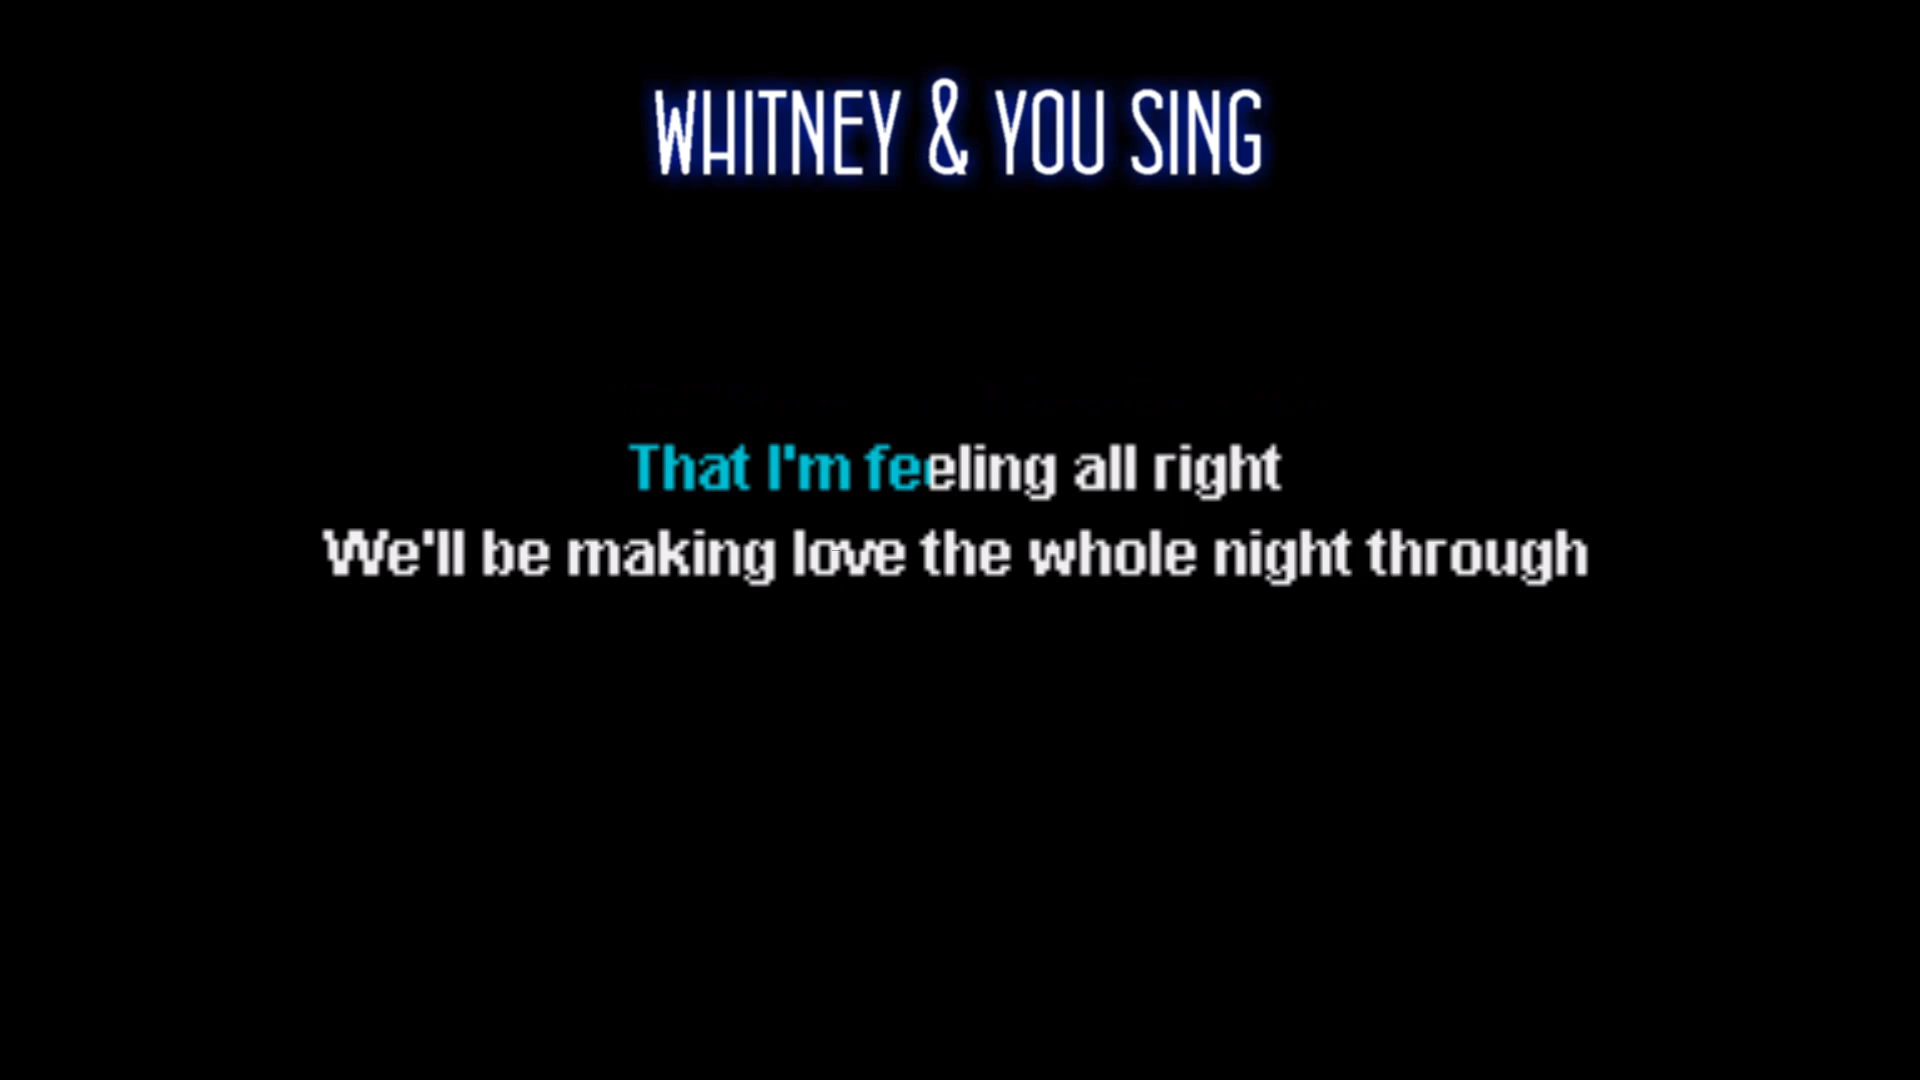 WHITNEY & YOU SING
That I'm feeling all right
We'll be making love the whole night through